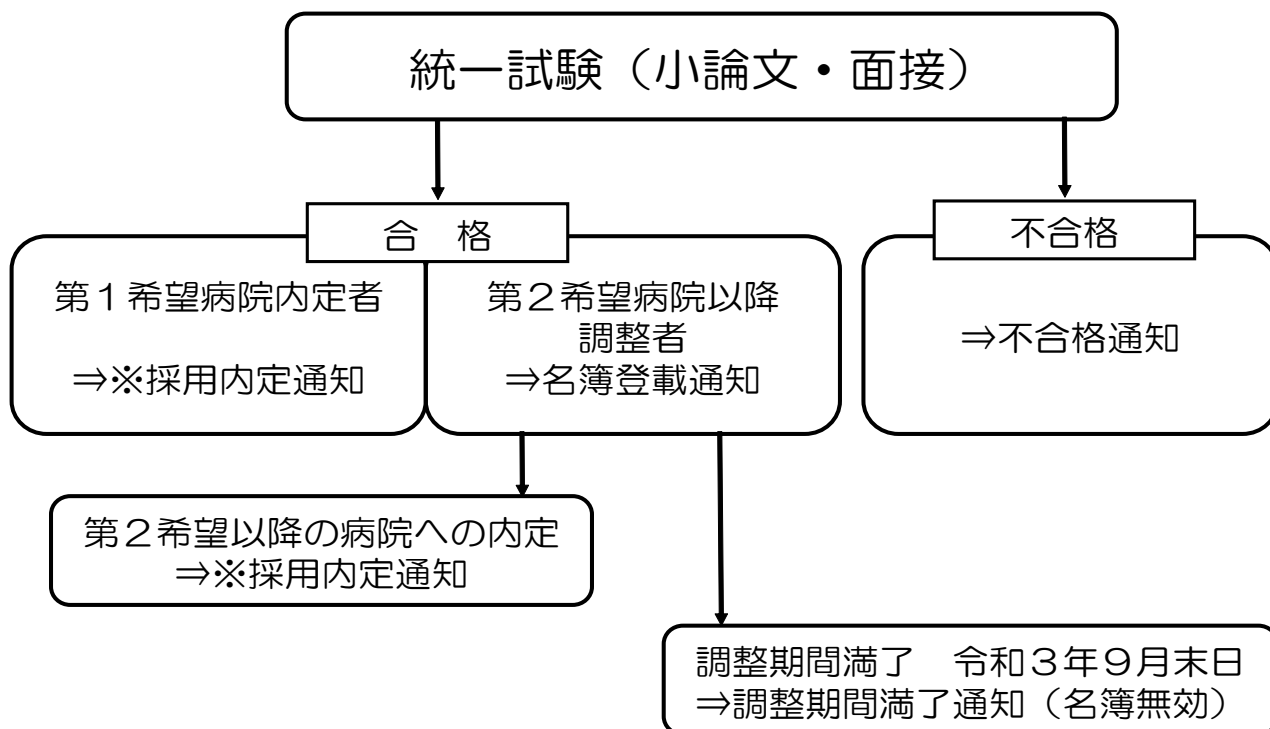 統一試験（小論文・面接）
合　格
不合格
第１希望病院内定者
⇒※採用内定通知
第２希望病院以降
調整者
⇒名簿登載通知
⇒不合格通知
第２希望以降の病院への内定
⇒※採用内定通知
調整期間満了　令和３年９月末日
⇒調整期間満了通知（名簿無効）